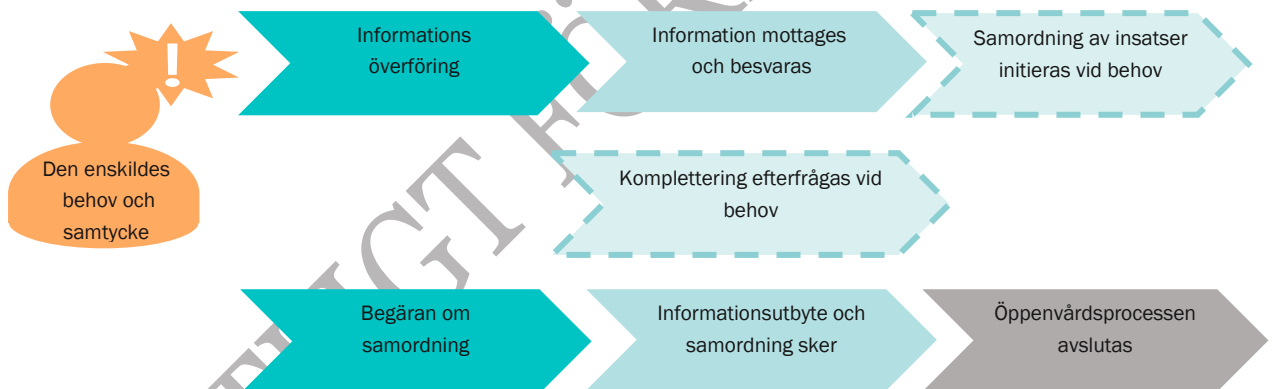 !
Informations
överföring
Information mottages
och besvaras
Samordning av insatser
initieras vid behov
Den enskildes
behov och
samtycke
Komplettering efterfrågas vid
behov
Begäran om
samordning
Informationsutbyte och
samordning sker
Öppenvårdsprocessen
avslutas